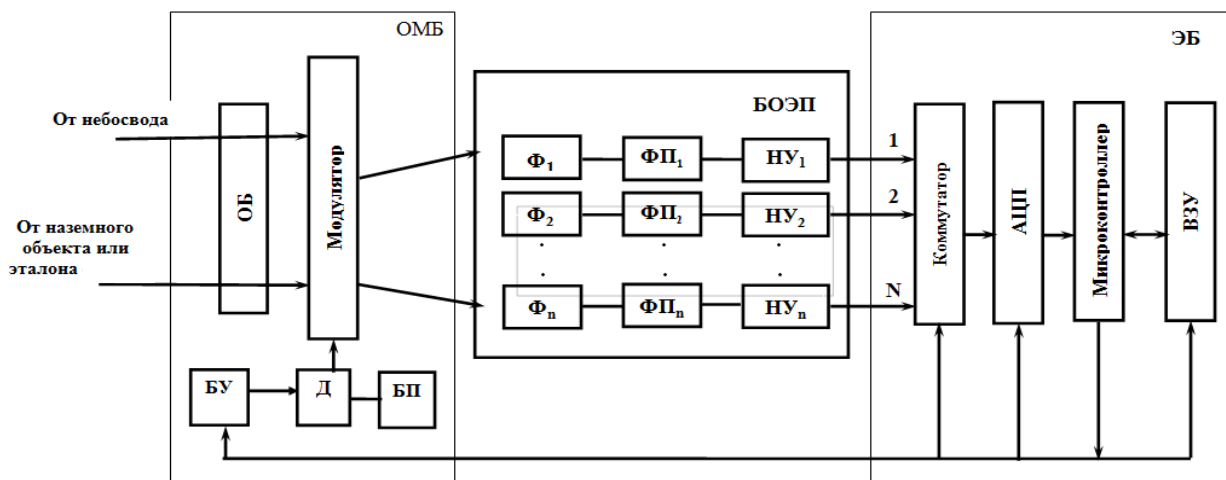 ОМБ
ЭБ
БОЭП
От небосвода
От наземного
объекта или
эталона
ОБ
Модулятор
Ф1
ФП1
НУ1
1
Ф2
ФП2
НУ2
2
Фn
ФПn
НУn
N
Коммутатор
АЦП
Микроконтроллер
ВЗУ
БУ
Д
БП